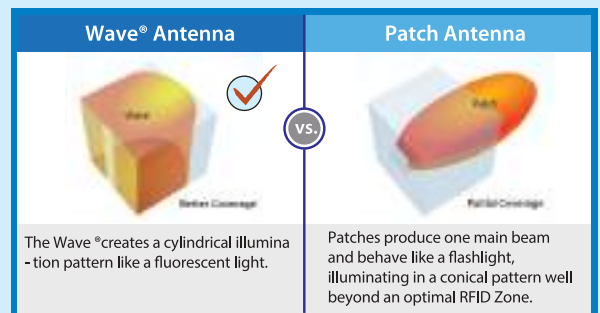 Wave® Antenna
Patch Antenna
Wave
Better Coverage
vs.
Patch
Partial Coverage
The Wave ®creates a cylindrical illumina
- tion pattern like a fluorescent light.
Patches produce one main beam
and behave like a flashlight,
illuminating in a conical pattern well
beyond an optimal RFID Zone.